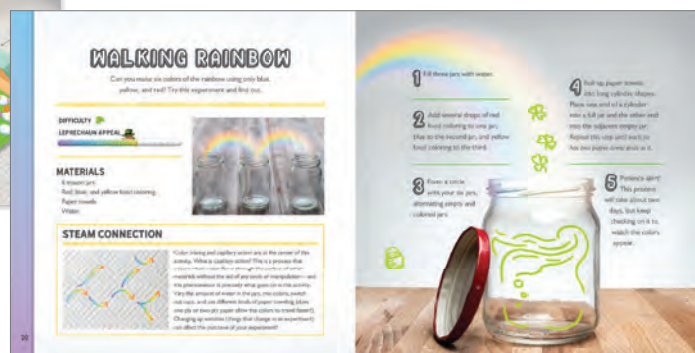 WALKING RAINBOW
Can you make six colors of the rainbow using only blue,
yellow, and red? Try this experiment and find out.
DIFFICULTY
LEPRECHAUN APPEAL
MATERIALS
6 mason jars
Red, blue, and yellow food coloring
Paper towels
Water
STEAM CONNECTION
Color mixing and capillary action are at the center of this
activity. What is capillary action? This is a process that
materials without the aid of any tools or manipulation—and
this phenomenon is precisely what goes on in this activity.
Vary the amount of water in the jars, mix colors, switch
out jars, and use different kinds of paper toweling (does
one ply or two ply paper allow the colors to travel faster?).
Changing up variables (things that change in an experiment)
can affect the outcome of your experiment!
20
1 Fill three jars with water.
2 Add several drops of red
food coloring to one jar,
blue to the second jar, and yellow
food coloring to the third.
3 Form a circle
with your six jars,
alternating empty and
colored jars.
4 Roll up paper towels
into long cylinder shapes.
Place one end of a cylinder
into a full jar and the other end
into the adjacent empty jar.
Repeat this step until each jar
has two paper towel ends in it.
5 Patience alert!
This process
will take about two
days, but keep
checking on it to
watch the colors
appear.